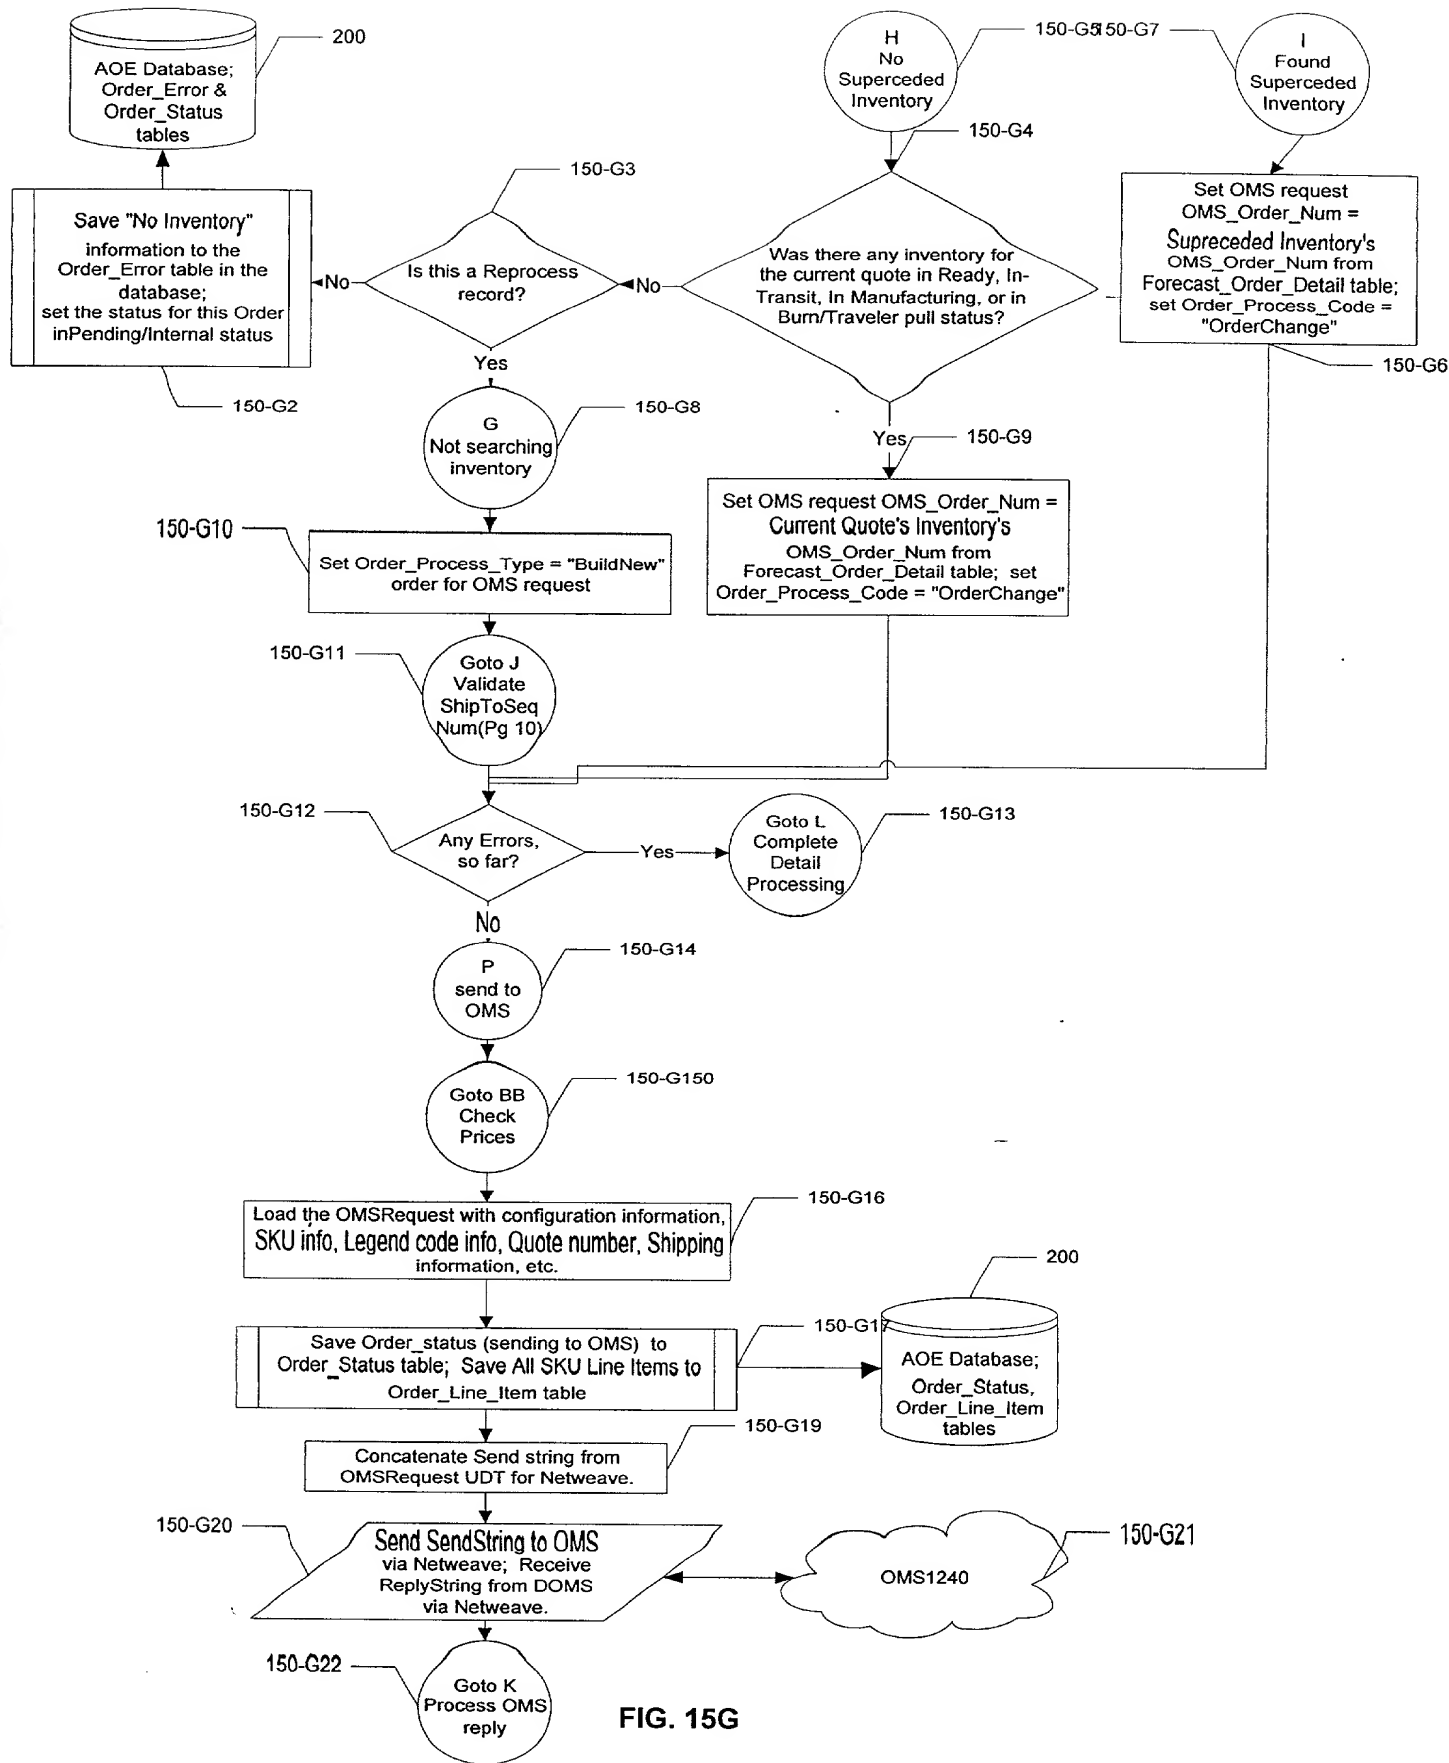 200
AOE Database;
Order_Error &
Order_Status
tables
H
No
Superceded
Inventory
150-G5
150-G7
I
Found
Superceded
Inventory
150-G4
150-G3
Save "No Inventory"
information to the
Order_Error table in the
database;
set the status for this Order
inPending/Internal status
150-G2
No
Is this a Reprocess
record?
No
Was there any inventory for
the current quote in Ready, In-
Transit, In Manufacturing, or in
Burn/Traveler pull status?
Set OMS request
OMS_Order_Num =
Supreceded Inventory's
OMS_Order_Num from
Forecast_Order_Detail table;
set Order_Process_Code =
"OrderChange"
150-G6
Yes
G
Not searching
inventory
150-G8
Yes
150-G9
Set OMS request OMS_Order_Num =
Current Quote's Inventory's
OMS_Order_Num from
Forecast_Order_Detail table; set
Order_Process_Code = "OrderChange"
150-G10
Set Order_Process_Type = "BuildNew"
order for OMS request
150-G11
Goto J
Validate
ShipToSeq
Num(Pg 10)
150-G12
Any Errors,
so far?
Yes
Goto L
Complete
Detail
Processing
150-G13
No
P
send to
OMS
150-G14
Goto BB
Check
Prices
150-G150
150-G16
Load the OMSRequest with configuration information,
SKU info, Legend code info, Quote number, Shipping
information, etc.
200
Save Order_status (sending to OMS) to
Order_Status table; Save All SKU Line Items to
Order_Line_Item table
150-G17
AOE Database;
Order_Status,
Order_Line_Item
tables
150-G19
Concatenate Send string from
OMSRequest UDT for Netweave.
150-G20
Send SendString to OMS
via Netweave; Receive
ReplyString from DOMS
via Netweave.
OMS1240
150-G21
150-G22
Goto K
Process OMS
reply
FIG. 15G